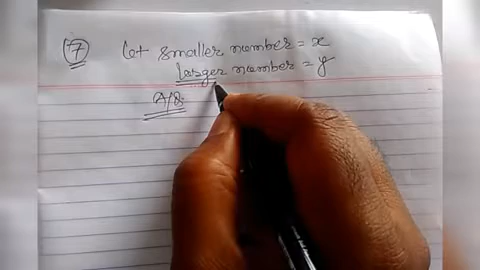 7 Let smaller number = x
larger number = y
A/Q